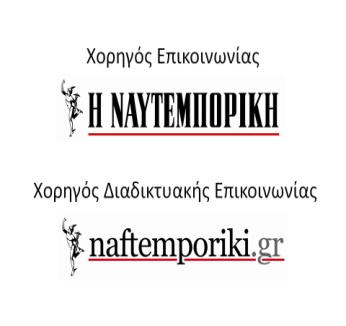 Χορηγός Επικοινωνίας
Η ΝΑΥΤΕΜΠΟΡΙΚΗ
Χορηγός Διαδικτυακής Επικοινωνίας
naftemporiki.gr